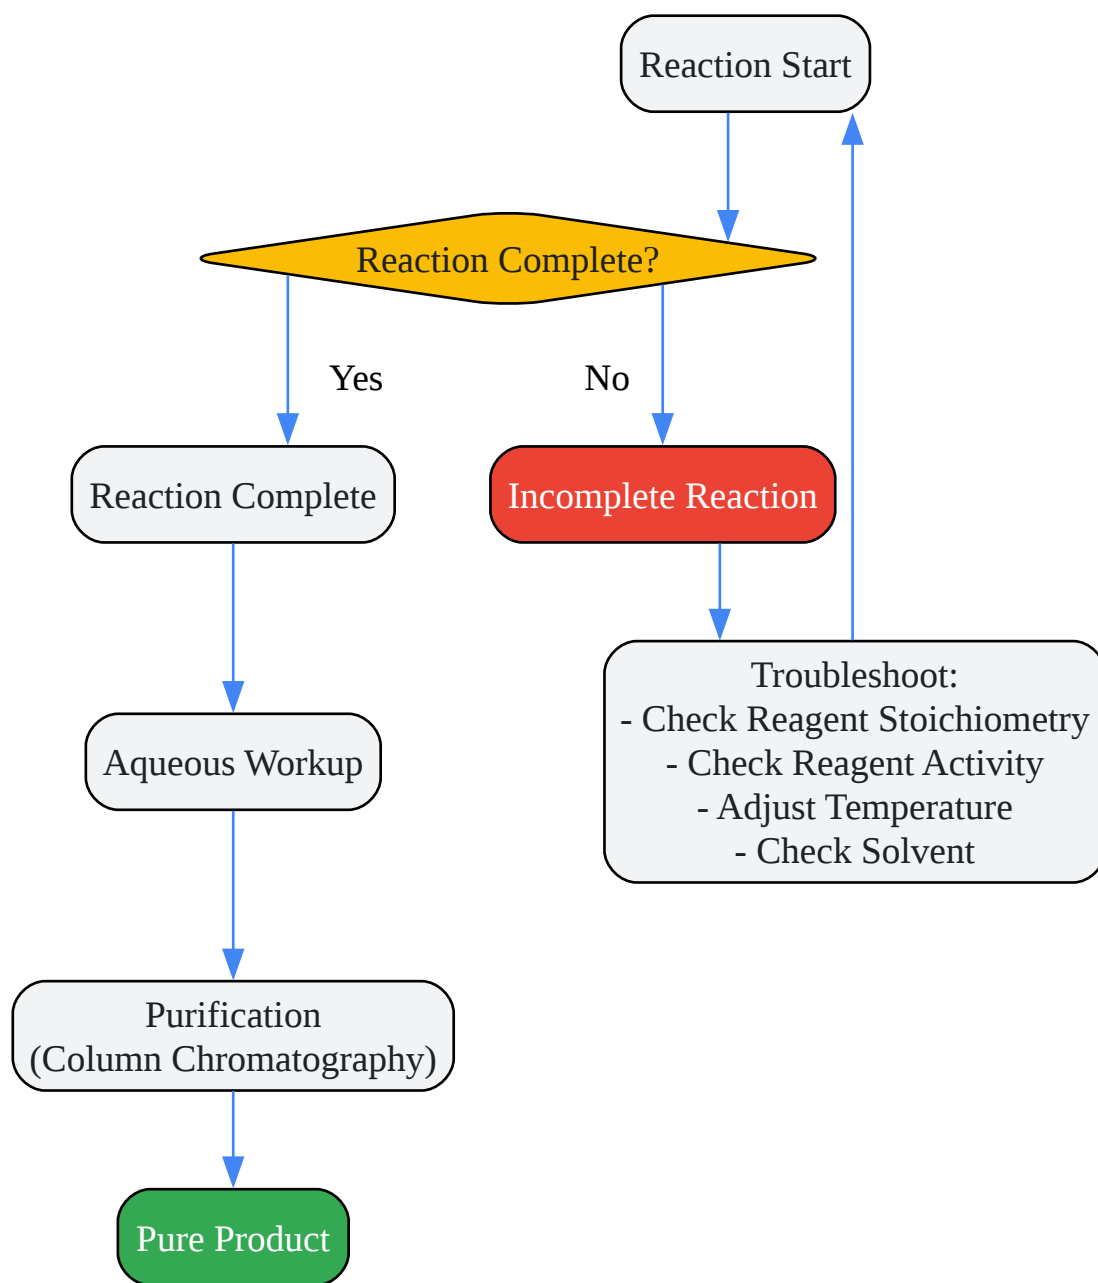 Reaction Start
Reaction Complete?
Yes
No
Reaction Complete
Incomplete Reaction
Troubleshoot:
- Check Reagent Stoichiometry
- Check Reagent Activity
- Adjust Temperature
- Check Solvent
Aqueous Workup
Purification
(Column Chromatography)
Pure Product